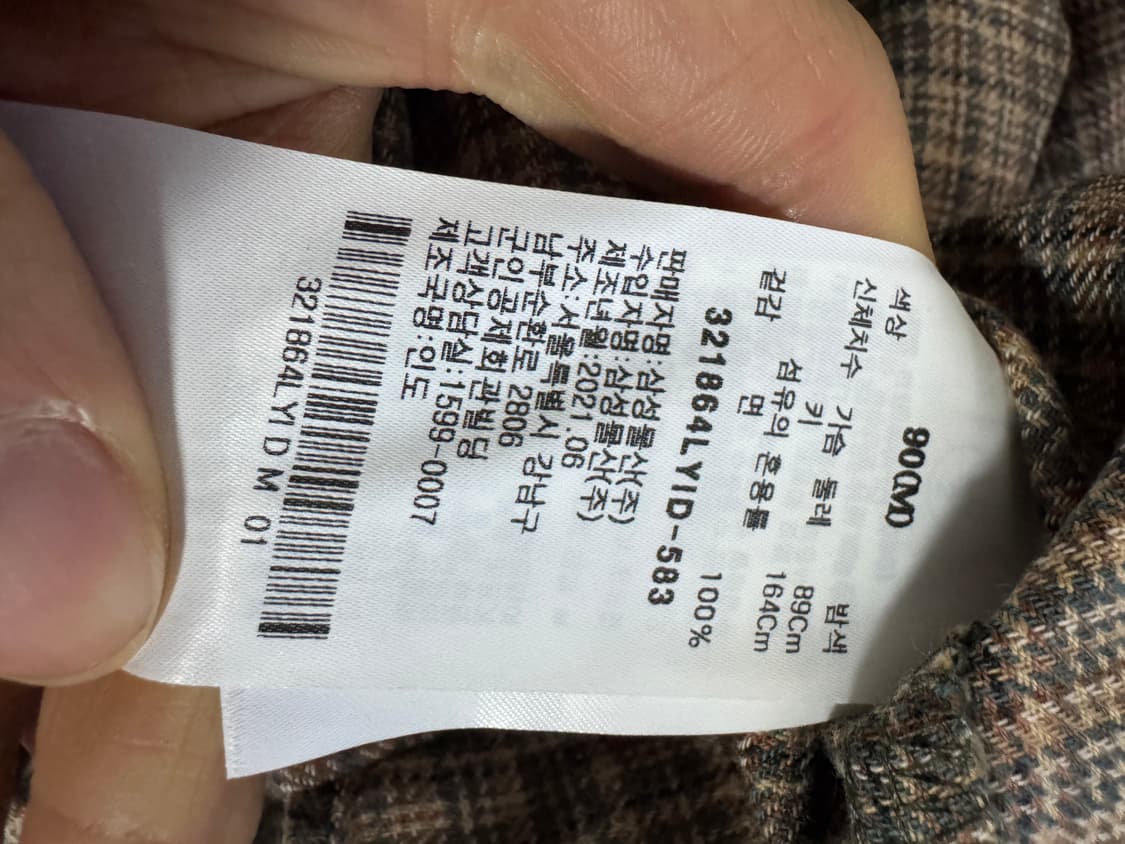 90(M)
색상 밤색
신체치수 가슴 둘레 89Cm
키 164Cm
섬유의 혼용률
겉감 면 100%
321864LYID-583
판매자명:삼성물산(주)
수입자명:삼성물산(주)
제조년월:2021.06
주소:서울특별시 강남구
남부순환로 2806
군인공제회관빌딩
고객상담실:1599-0007
제조국명:인도
321864LYID M 01